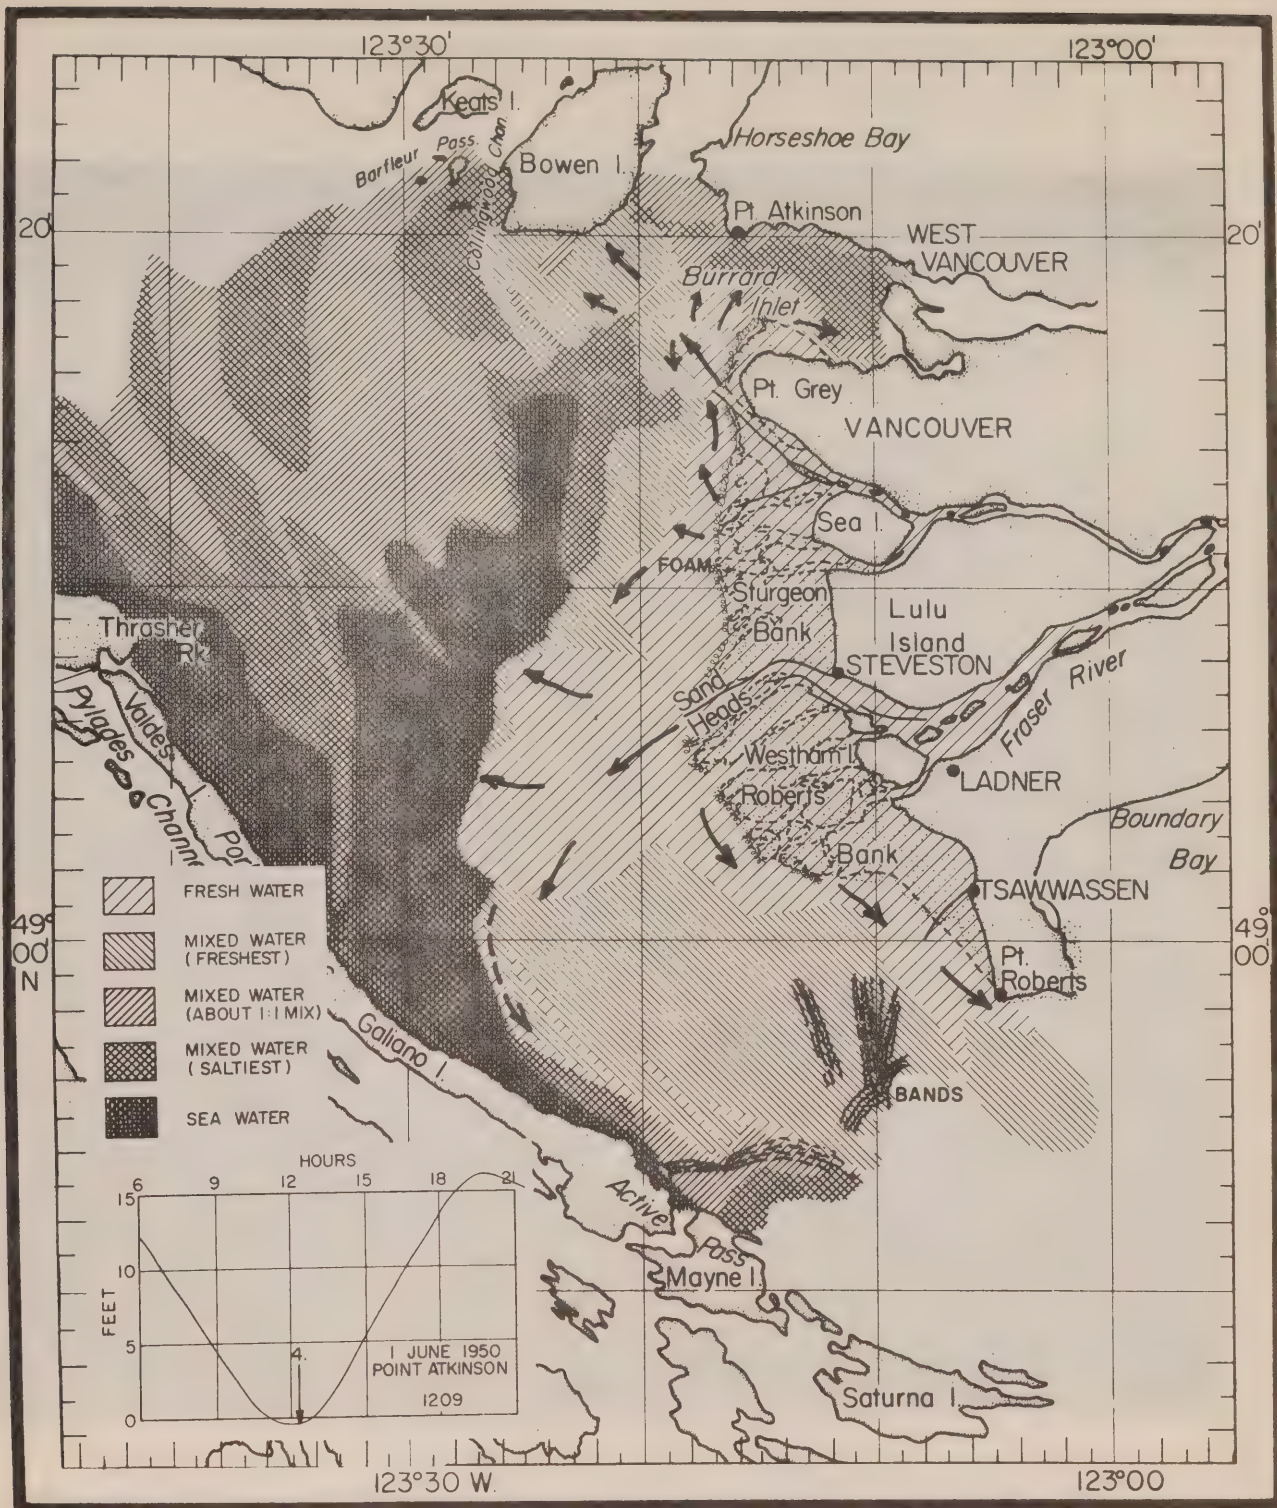 123°30'
123°00'
Keats I.
Barfleur Pass.
Collingwood Chan.
Bowen I.
Horseshoe Bay
20'
Pt. Atkinson
WEST
VANCOUVER
20'
Burrard
Inlet
Pt. Grey
VANCOUVER
Sea I.
FOAM
Sturgeon
Bank
Lulu
Island
STEVESTON
Thrasher
Rk.
Sand
Heads
Fraser River
Pylades
Channel
Valdes I.
Westham I.
LADNER
Roberts
Bank
Boundary
Bay
Por
TSAWWASSEN
49°
00'
N
49°
00'
Pt.
Roberts
FRESH WATER
MIXED WATER
(FRESHEST)
MIXED WATER
(ABOUT 1:1 MIX)
MIXED WATER
(SALTIEST)
SEA WATER
Galiano I.
BANDS
HOURS
6 9 12 15 18 21
15
10
5
0
FEET
4.
1 JUNE 1950
POINT ATKINSON
1209
Active
Pass
Mayne I.
Saturna I.
123°30 W.
123°00